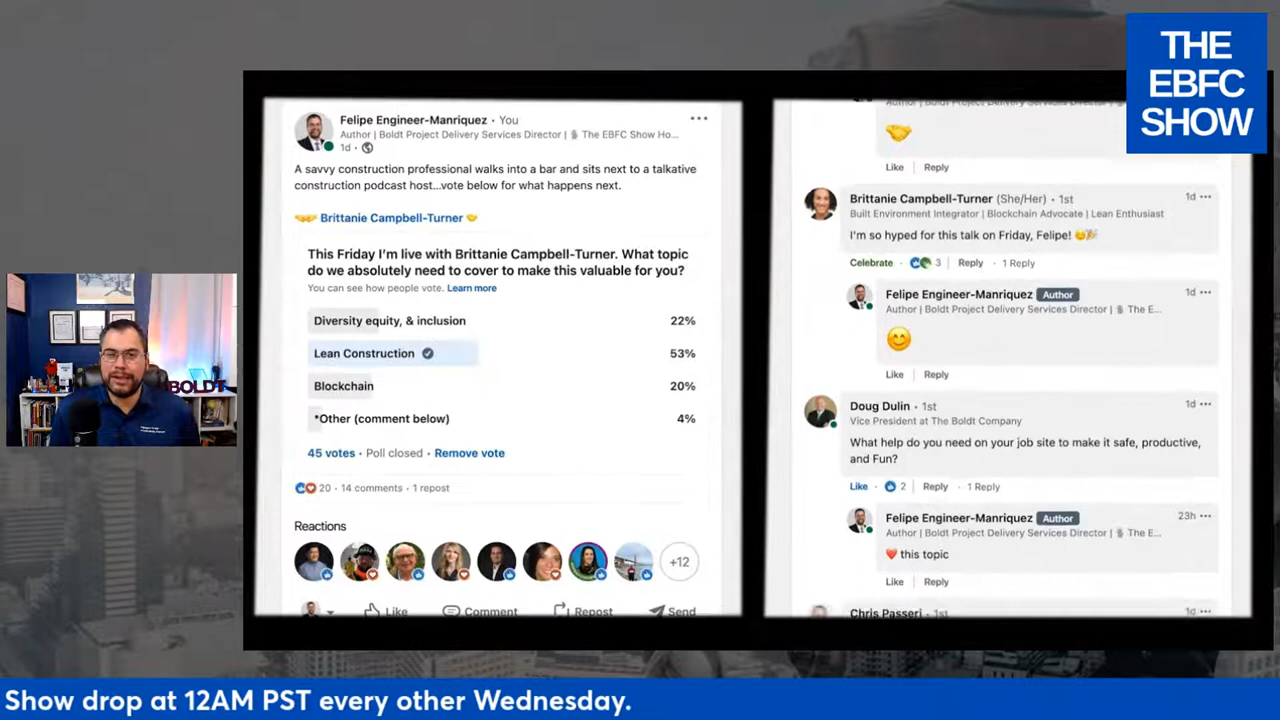 THE
EBFC
SHOW
BOLDT
Felipe Engineer-Manriquez • You
Author | Boldt Project Delivery Services Director | 🎙 The EBFC Show Ho...
1d •
A savvy construction professional walks into a bar and sits next to a talkative
construction podcast host...vote below for what happens next.
🤝 Brittanie Campbell-Turner 🤝
This Friday I'm live with Brittanie Campbell-Turner. What topic
do we absolutely need to cover to make this valuable for you?
You can see how people vote. Learn more
Diversity equity, & inclusion 22%
Lean Construction 53%
Blockchain 20%
*Other (comment below) 4%
45 votes • Poll closed • Remove vote
20 • 14 comments • 1 repost
Reactions
+12
Like Comment Repost Send
Author | Boldt Project Delivery Services Director | 🎙 The E...
🤝
Like Reply
Brittanie Campbell-Turner (She/Her) • 1st 1d
Built Environment Integrator | Blockchain Advocate | Lean Enthusiast
I'm so hyped for this talk on Friday, Felipe! 😊🎉
Celebrate • 3 Reply • 1 Reply
Felipe Engineer-Manriquez Author 1d
Author | Boldt Project Delivery Services Director | 🎙 The E...
😊
Like Reply
Doug Dulin • 1st 1d
Vice President at The Boldt Company
What help do you need on your job site to make it safe, productive,
and Fun?
Like • 2 Reply • 1 Reply
Felipe Engineer-Manriquez Author 23h
Author | Boldt Project Delivery Services Director | 🎙 The E...
❤️ this topic
Like Reply
Chris Passeri • 1st 1d
Show drop at 12AM PST every other Wednesday.